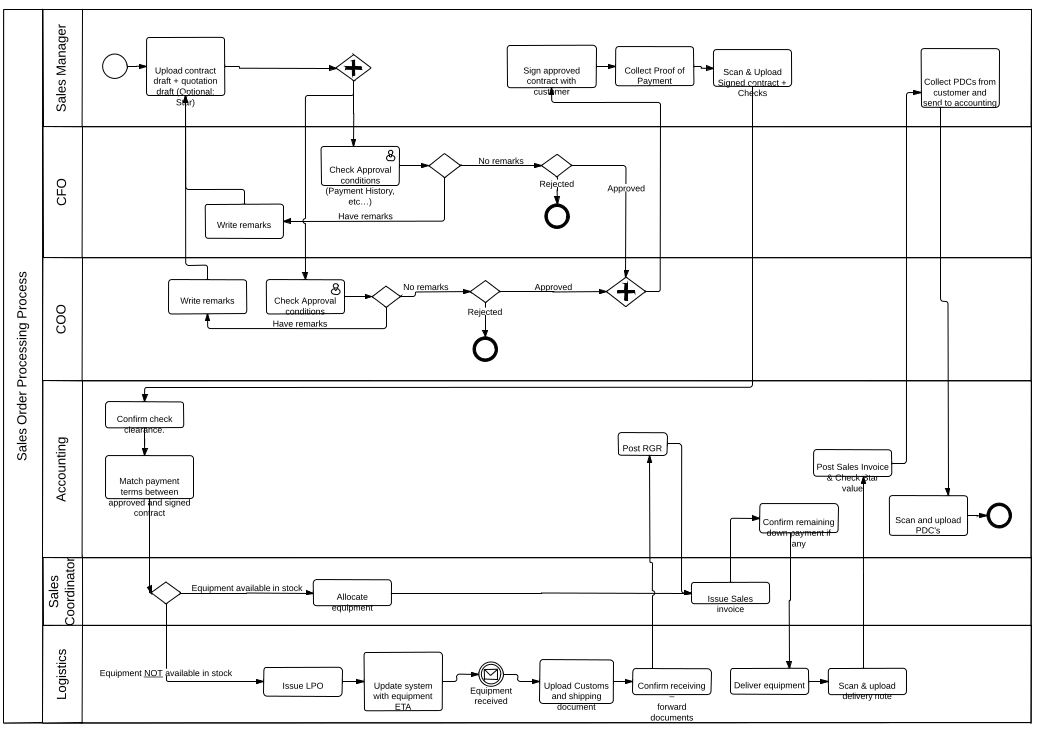 Sales Order Processing Process
Sales Manager
Upload contract
draft + quotation
draft (Optional:
Star)
Sign approved
contract with
customer
Collect Proof of
Payment
Scan & Upload
Signed contract +
Checks
Collect PDCs from
customer and
send to accounting
CFO
Check Approval
conditions
(Payment History,
etc...)
No remarks
Rejected
Approved
Have remarks
Write remarks
COO
Write remarks
Check Approval
conditions
No remarks
Approved
Rejected
Have remarks
Accounting
Confirm check
clearance.
Match payment
terms between
approved and signed
contract
Post RGR
Post Sales Invoice
& Check Star
value
Confirm remaining
down payment if
any
Scan and upload
PDC's
Sales
Coordinator
Equipment available in stock
Allocate
equipment
Issue Sales
invoice
Logistics
Equipment NOT available in stock
Issue LPO
Update system
with equipment
ETA
Equipment
received
Upload Customs
and shipping
document
Confirm receiving
–
forward
documents
Deliver equipment
Scan & upload
delivery note